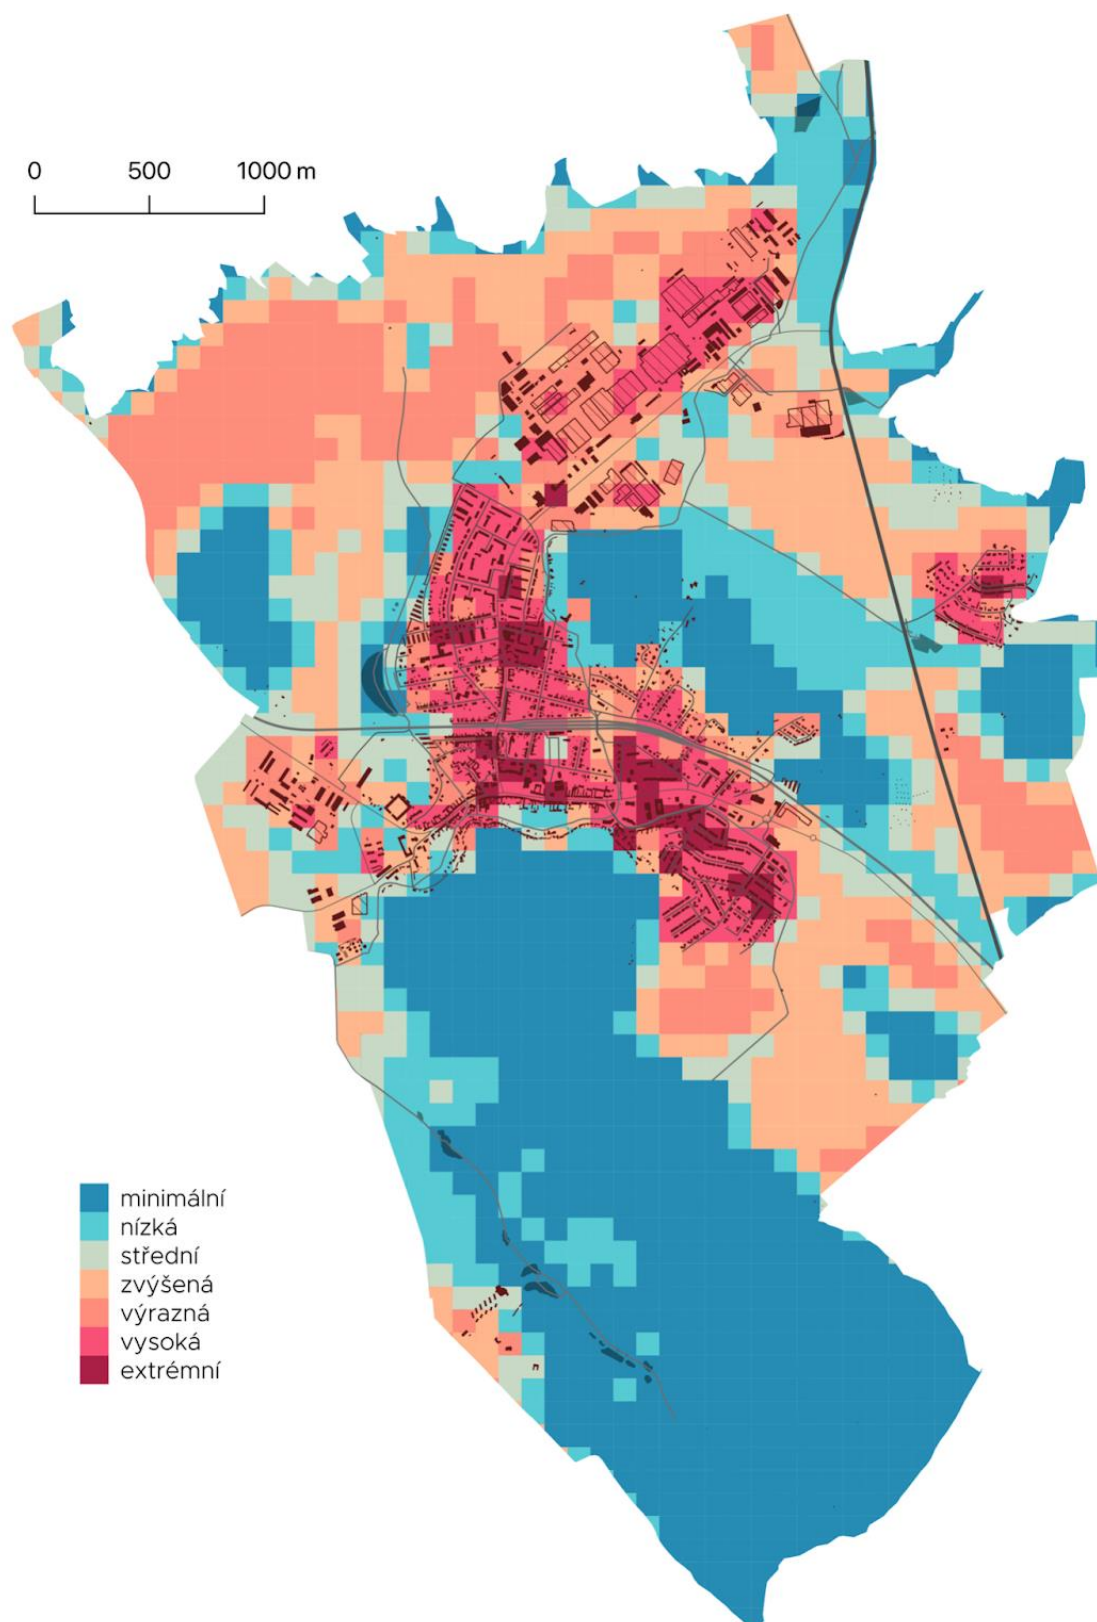 0 500 1000 m
minimální
nízká
střední
zvýšená
výrazná
vysoká
extrémní